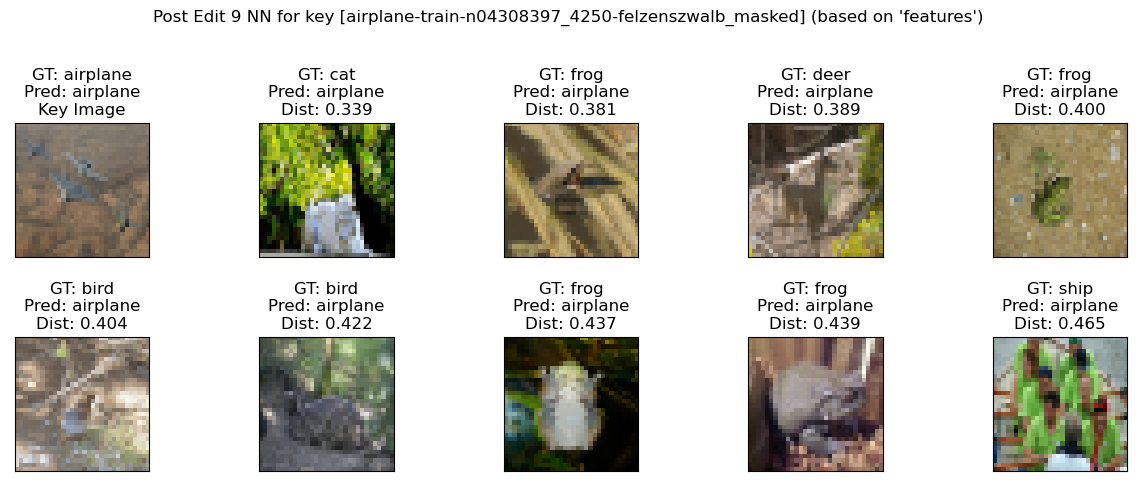 Post Edit 9 NN for key [airplane-train-n04308397_4250-felzenszwalb_masked] (based on 'features')
GT: airplane
Pred: airplane
Key Image
GT: cat
Pred: airplane
Dist: 0.339
GT: frog
Pred: airplane
Dist: 0.381
GT: deer
Pred: airplane
Dist: 0.389
GT: frog
Pred: airplane
Dist: 0.400
GT: bird
Pred: airplane
Dist: 0.404
GT: bird
Pred: airplane
Dist: 0.422
GT: frog
Pred: airplane
Dist: 0.437
GT: frog
Pred: airplane
Dist: 0.439
GT: ship
Pred: airplane
Dist: 0.465